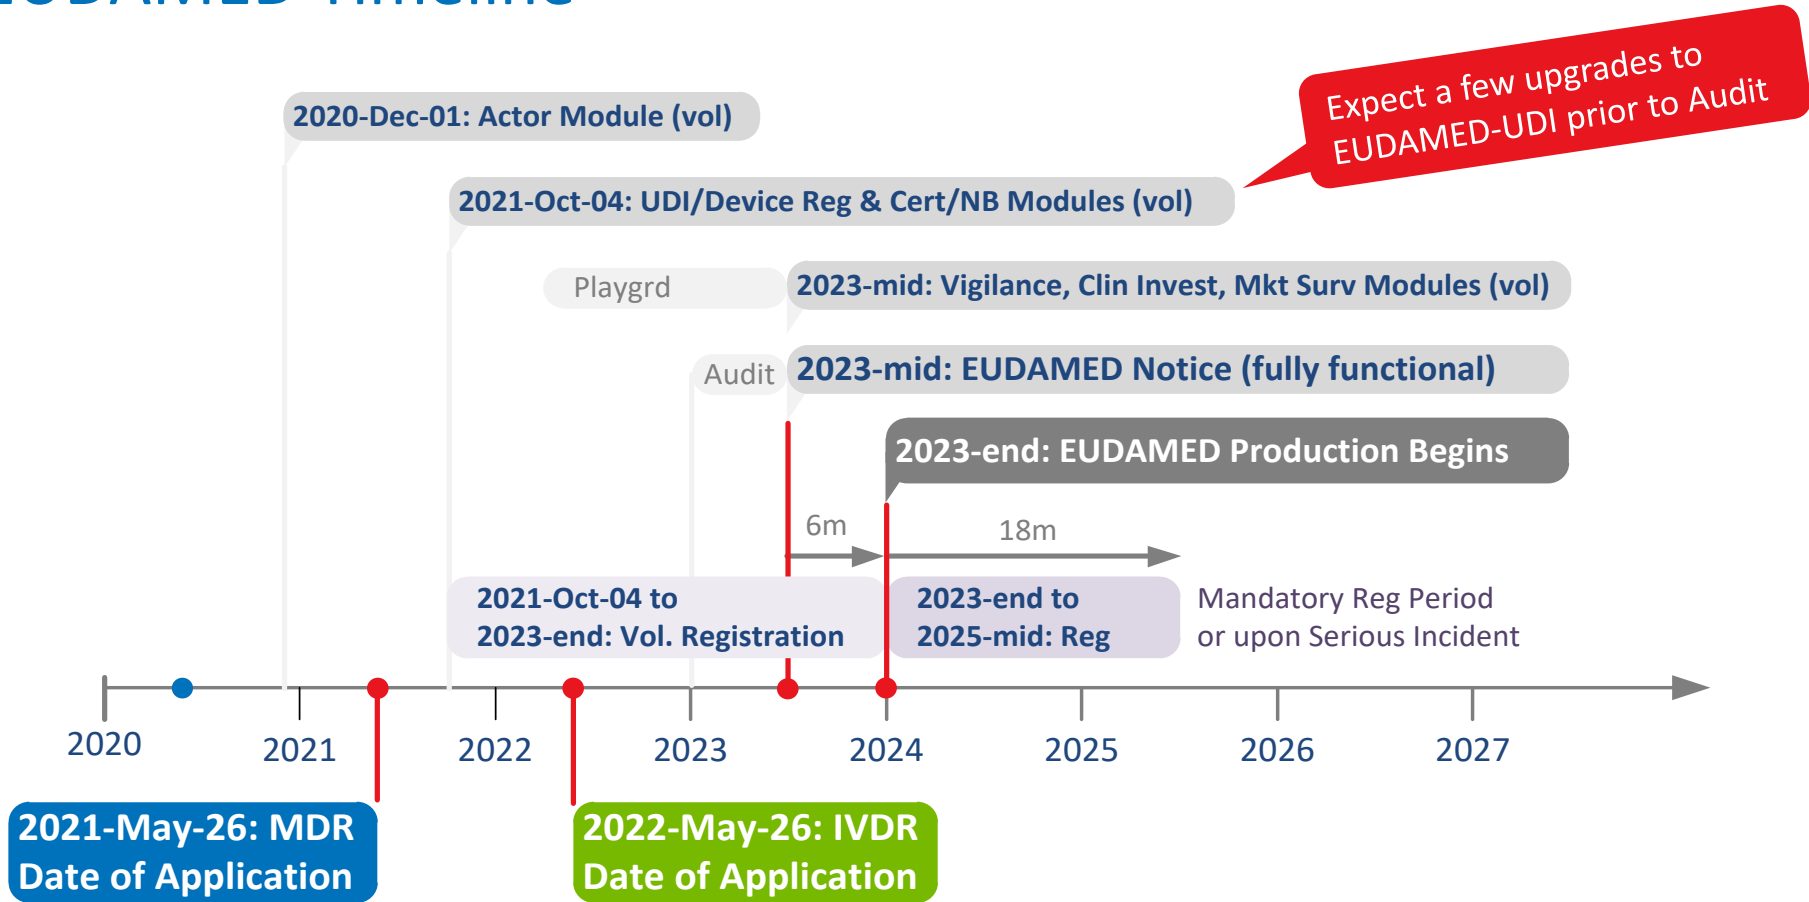 EUDAMED Timeline
Expect a few upgrades to
EUDAMED-UDI prior to Audit
2020-Dec-01: Actor Module (vol)
2021-Oct-04: UDI/Device Reg & Cert/NB Modules (vol)
Playgrd
2023-mid: Vigilance, Clin Invest, Mkt Surv Modules (vol)
Audit
2023-mid: EUDAMED Notice (fully functional)
2023-end: EUDAMED Production Begins
6m
18m
2021-Oct-04 to
2023-end: Vol. Registration
2023-end to
2025-mid: Reg
Mandatory Reg Period
or upon Serious Incident
2020
2021
2022
2023
2024
2025
2026
2027
2021-May-26: MDR
Date of Application
2022-May-26: IVDR
Date of Application